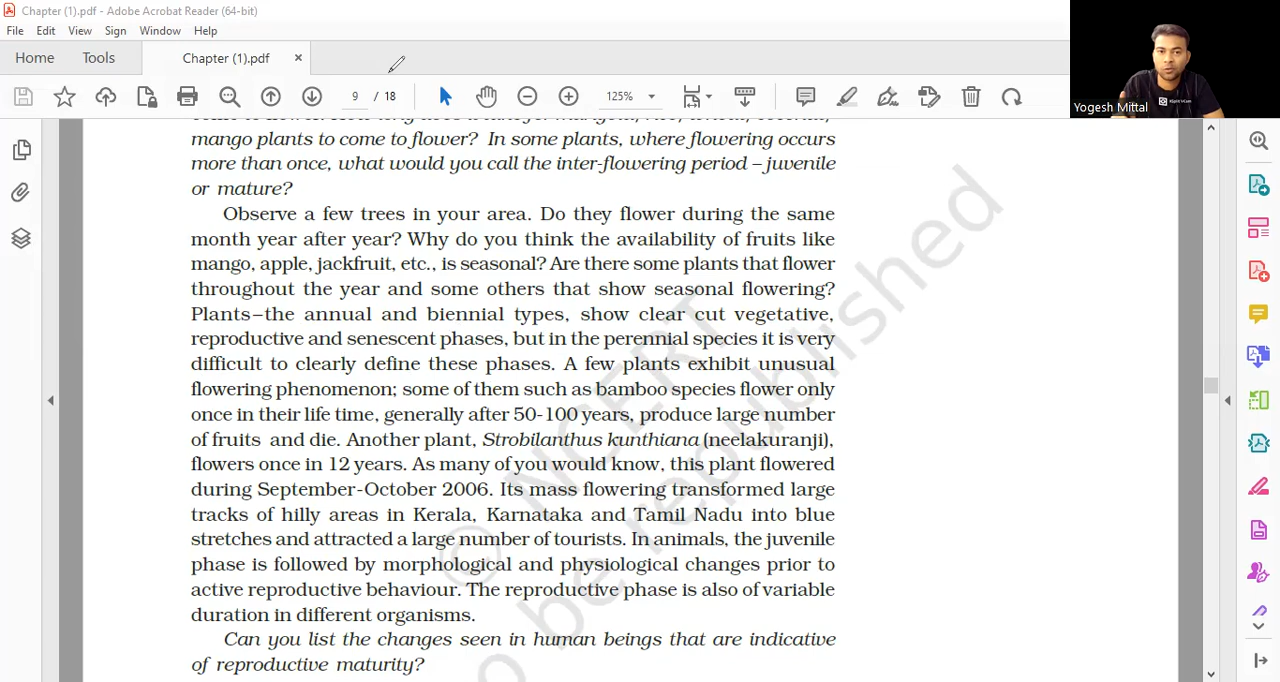 Chapter (1).pdf - Adobe Acrobat Reader (64-bit)
File Edit View Sign Window Help
Home Tools Chapter (1).pdf ×
9 / 18 125%
Yogesh Mittal
mango plants to come to flower? In some plants, where flowering occurs
more than once, what would you call the inter-flowering period – juvenile
or mature?
Observe a few trees in your area. Do they flower during the same
month year after year? Why do you think the availability of fruits like
mango, apple, jackfruit, etc., is seasonal? Are there some plants that flower
throughout the year and some others that show seasonal flowering?
Plants–the annual and biennial types, show clear cut vegetative,
reproductive and senescent phases, but in the perennial species it is very
difficult to clearly define these phases. A few plants exhibit unusual
flowering phenomenon; some of them such as bamboo species flower only
once in their life time, generally after 50-100 years, produce large number
of fruits and die. Another plant, Strobilanthus kunthiana (neelakuranji),
flowers once in 12 years. As many of you would know, this plant flowered
during September-October 2006. Its mass flowering transformed large
tracks of hilly areas in Kerala, Karnataka and Tamil Nadu into blue
stretches and attracted a large number of tourists. In animals, the juvenile
phase is followed by morphological and physiological changes prior to
active reproductive behaviour. The reproductive phase is also of variable
duration in different organisms.
Can you list the changes seen in human beings that are indicative
of reproductive maturity?
© NCERT
o be republished